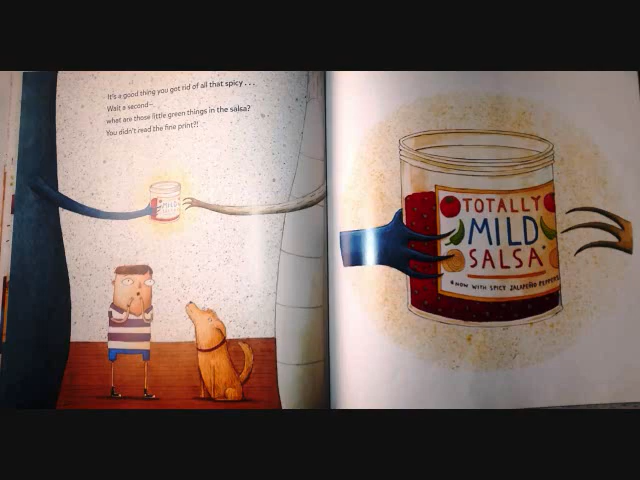 It's a good thing you got rid of all that spicy . . .
Wait a second—
what are those little green things in the salsa?
You didn't read the fine print?!
MILD
TOTALLY
MILD
SALSA*
*NOW WITH SPICY JALAPEÑO PEPPERS